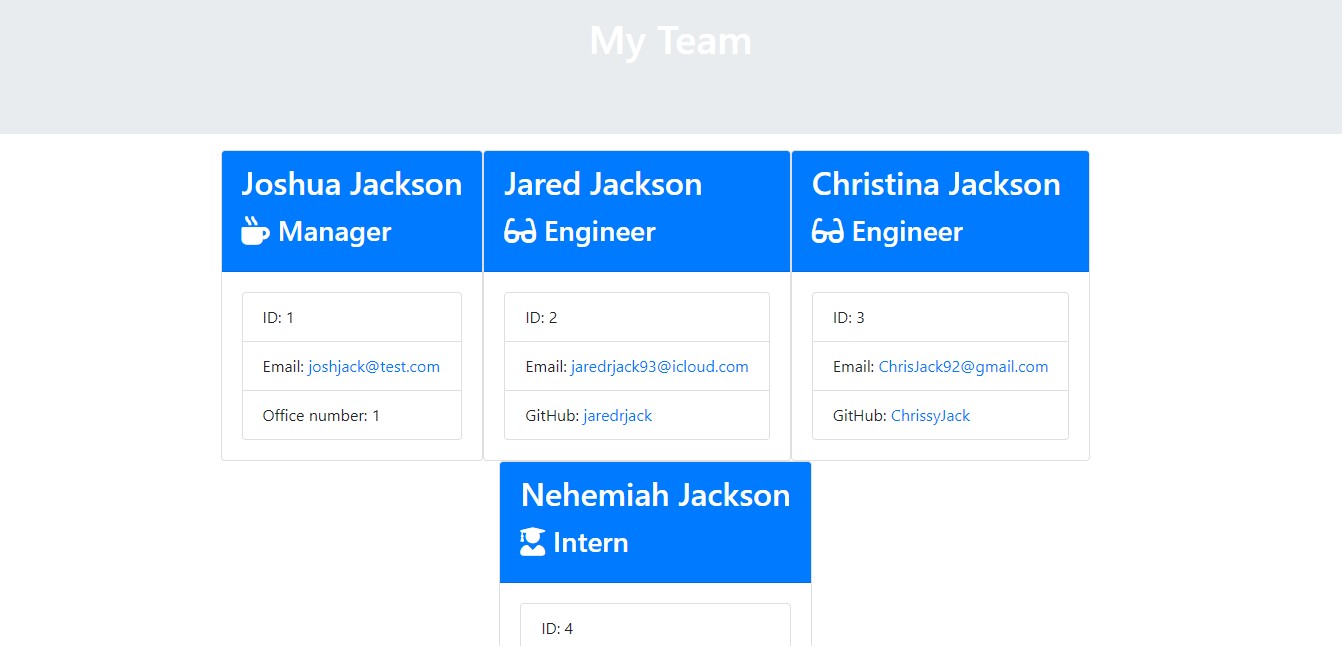 My Team
Joshua Jackson
Manager
ID: 1
Email: joshjack@test.com
Office number: 1
Jared Jackson
Engineer
ID: 2
Email: jaredrjack93@icloud.com
GitHub: jaredrjack
Christina Jackson
Engineer
ID: 3
Email: ChrisJack92@gmail.com
GitHub: ChrissyJack
Nehemiah Jackson
Intern
ID: 4